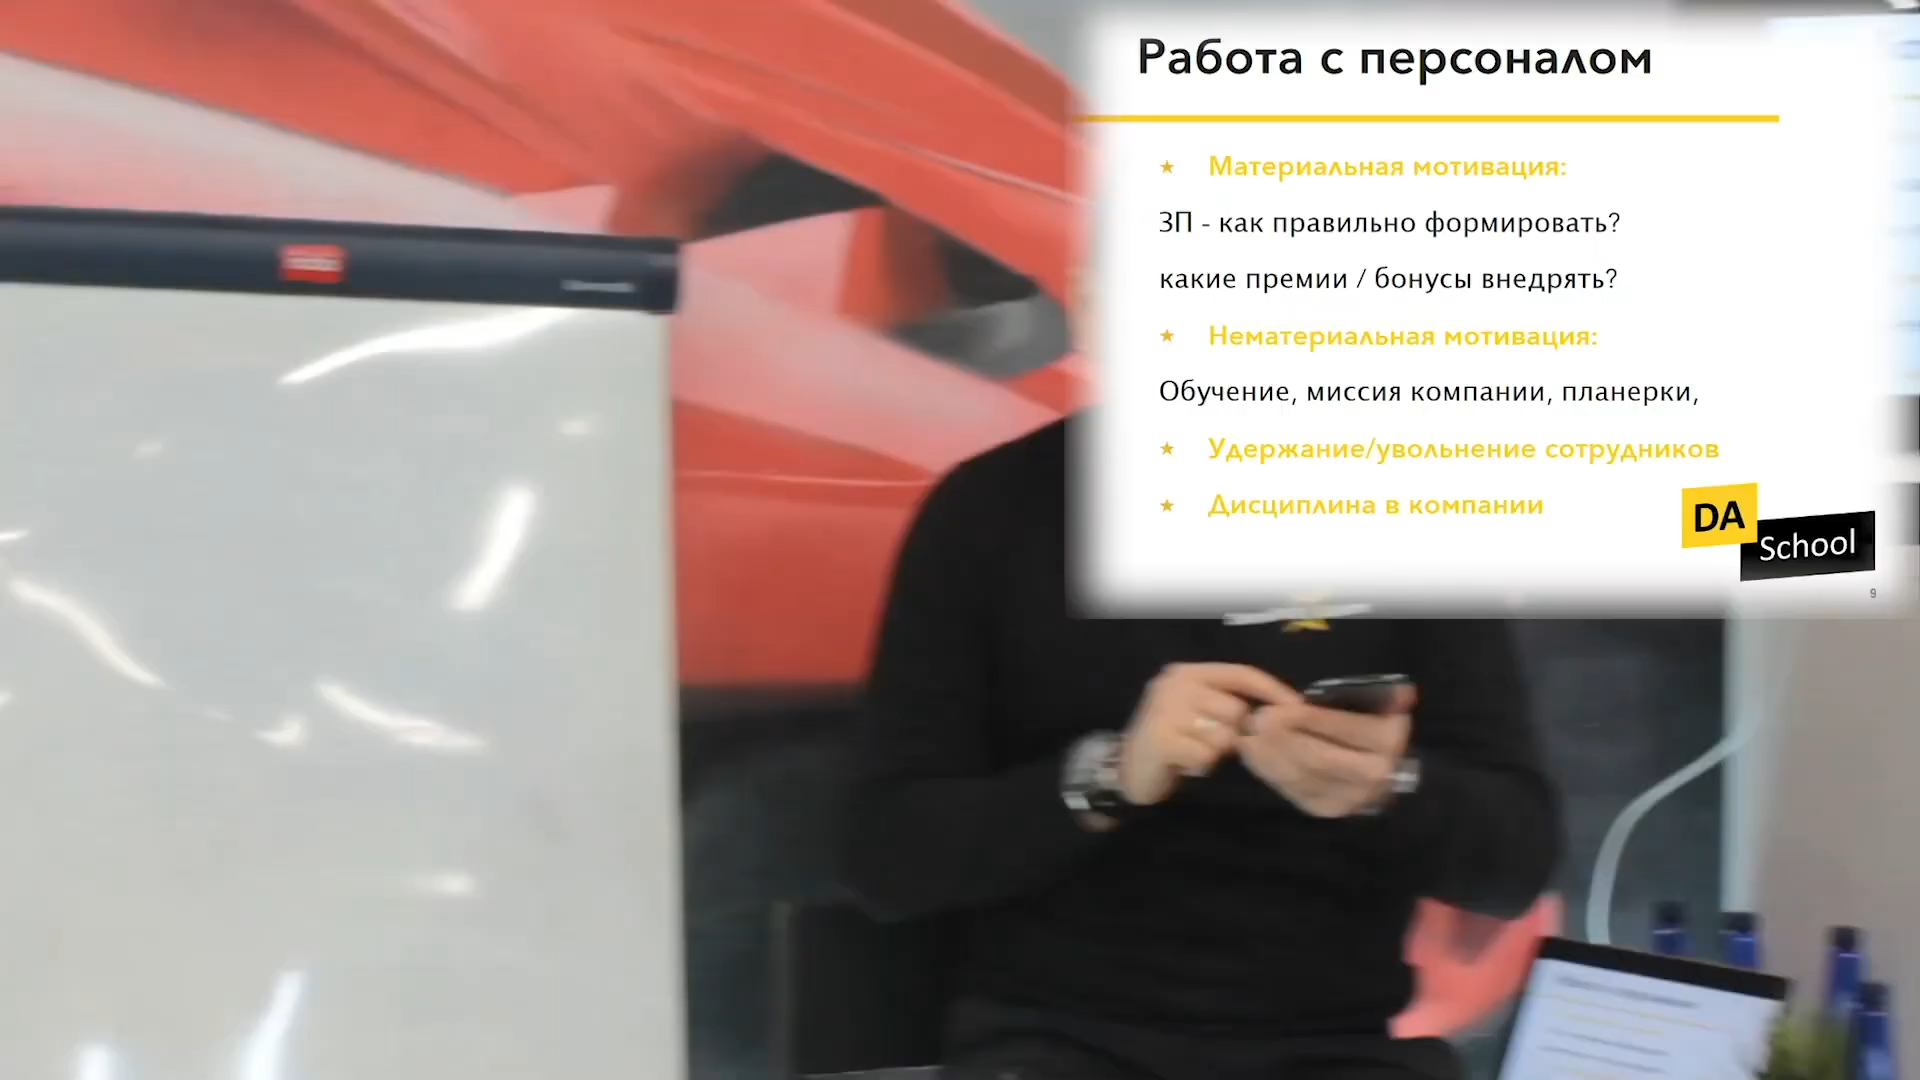 Работа с персоналом
Материальная мотивация:
ЗП - как правильно формировать?
какие премии / бонусы внедрять?
Нематериальная мотивация:
Обучение, миссия компании, планерки,
Удержание/увольнение сотрудников
Дисциплина в компании
DA
School
9